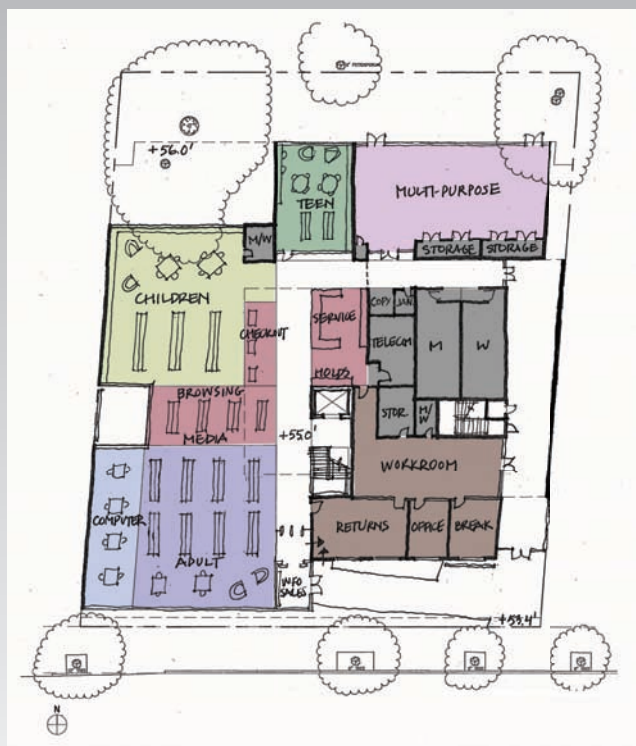 +56.0'
TEEN
MULTI-PURPOSE
M/W
STORAGE
STORAGE
CHILDREN
COPY
JAN.
SERVICE
CHECKOUT
TELECOM
M
W
HOLDS
BROWSING
STOR
M/W
MEDIA
+55.0'
WORKROOM
COMPUTER
RETURNS
OFFICE
BREAK
ADULT
INFO
SALES
+53.4'
N